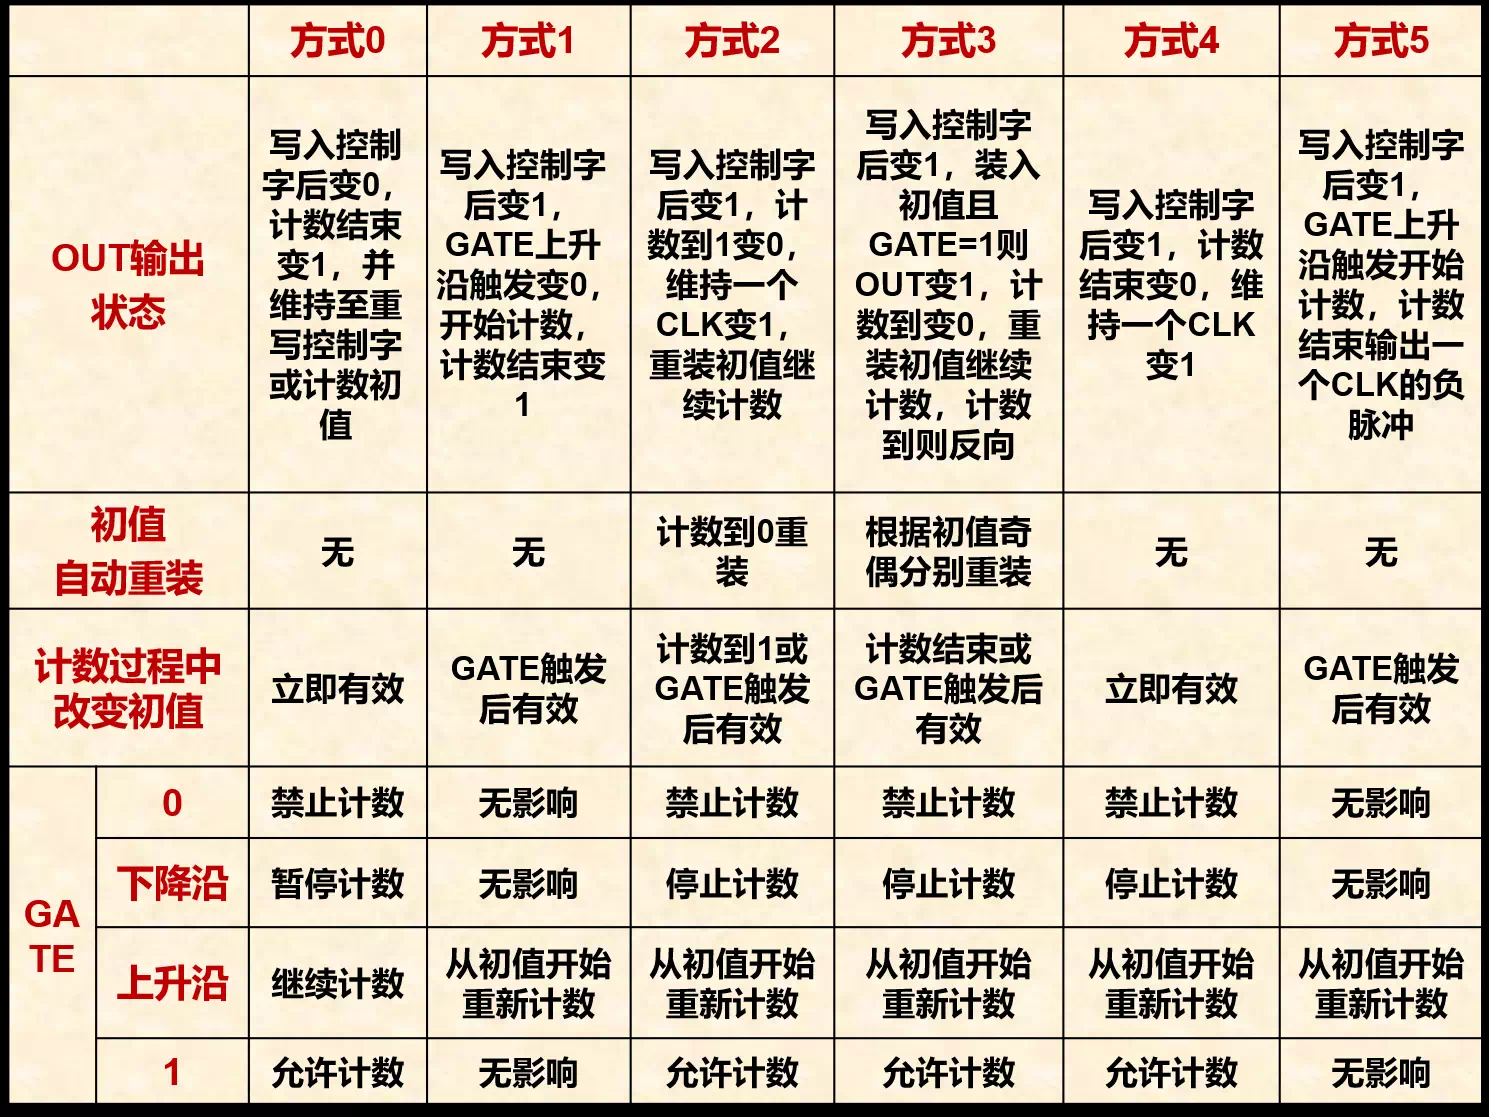 方式0
方式1
方式2
方式3
方式4
方式5
OUT输出
状态
写入控制
字后变0，
计数结束
变1，并
维持至重
写控制字
或计数初
值
写入控制字
后变1，
GATE上升
沿触发变0，
开始计数，
计数结束变
1
写入控制字
后变1，计
数到1变0，
维持一个
CLK变1，
重装初值继
续计数
写入控制字
后变1，装入
初值且
GATE=1则
OUT变1，计
数到变0，重
装初值继续
计数，计数
到则反向
写入控制字
后变1，计数
结束变0，维
持一个CLK
变1
写入控制字
后变1，
GATE上升
沿触发开始
计数，计数
结束输出一
个CLK的负
脉冲
初值
自动重装
无
无
计数到0重
装
根据初值奇
偶分别重装
无
无
计数过程中
改变初值
立即有效
GATE触发
后有效
计数到1或
GATE触发
后有效
计数结束或
GATE触发后
有效
立即有效
GATE触发
后有效
GA
TE
0
禁止计数
无影响
禁止计数
禁止计数
禁止计数
无影响
下降沿
暂停计数
无影响
停止计数
停止计数
停止计数
无影响
上升沿
继续计数
从初值开始
重新计数
从初值开始
重新计数
从初值开始
重新计数
从初值开始
重新计数
从初值开始
重新计数
1
允许计数
无影响
允许计数
允许计数
允许计数
无影响